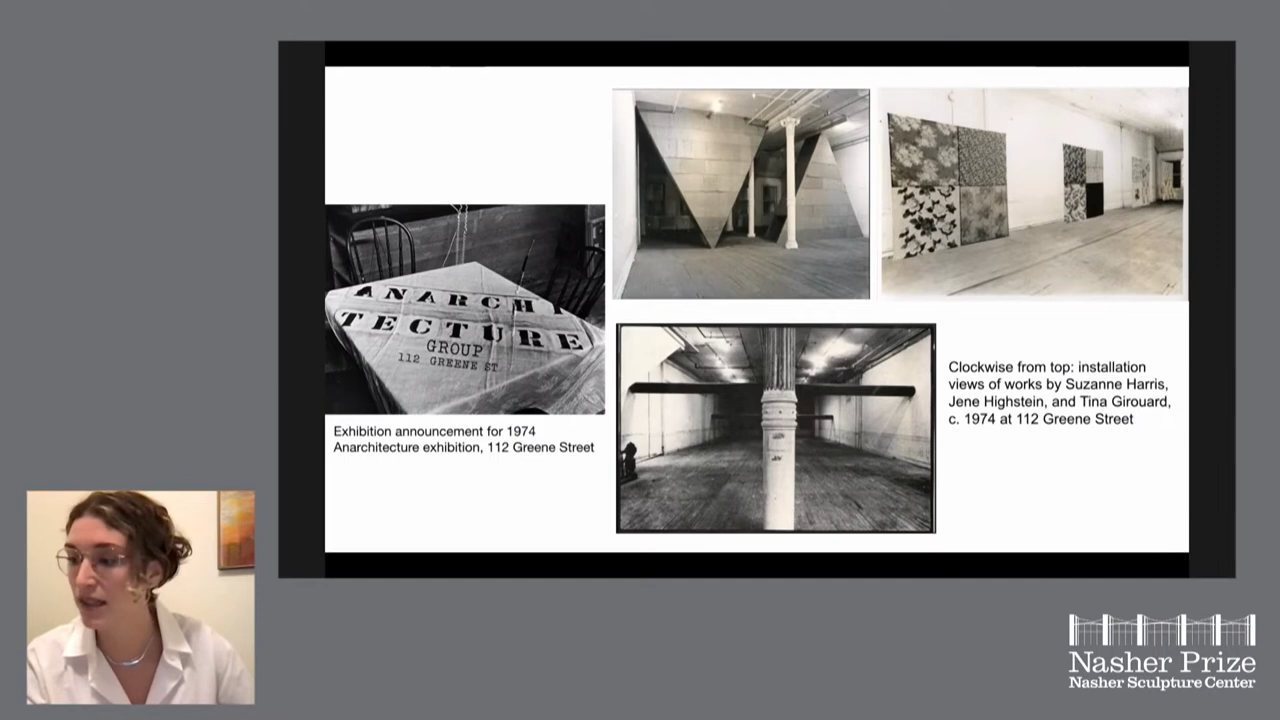 ANARCHI
TECTURE
GROUP
112 GREENE ST
Exhibition announcement for 1974
Anarchitecture exhibition, 112 Greene Street
Clockwise from top: installation
views of works by Suzanne Harris,
Jene Highstein, and Tina Girouard,
c. 1974 at 112 Greene Street
Nasher Prize
Nasher Sculpture Center